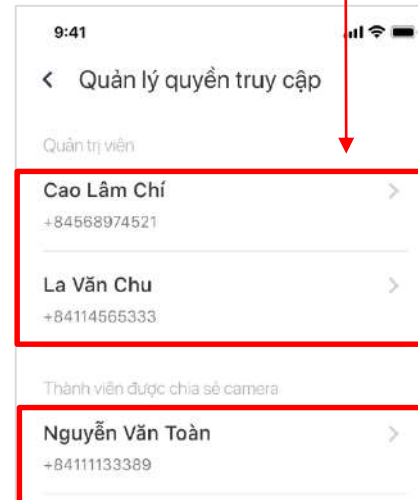 9:41
Quản lý quyền truy cập
Quản trị viên
Cao Lâm Chí
+84568974521
La Văn Chu
+84114565333
Thành viên được chia sẻ camera
Nguyễn Văn Toàn
+84111133389